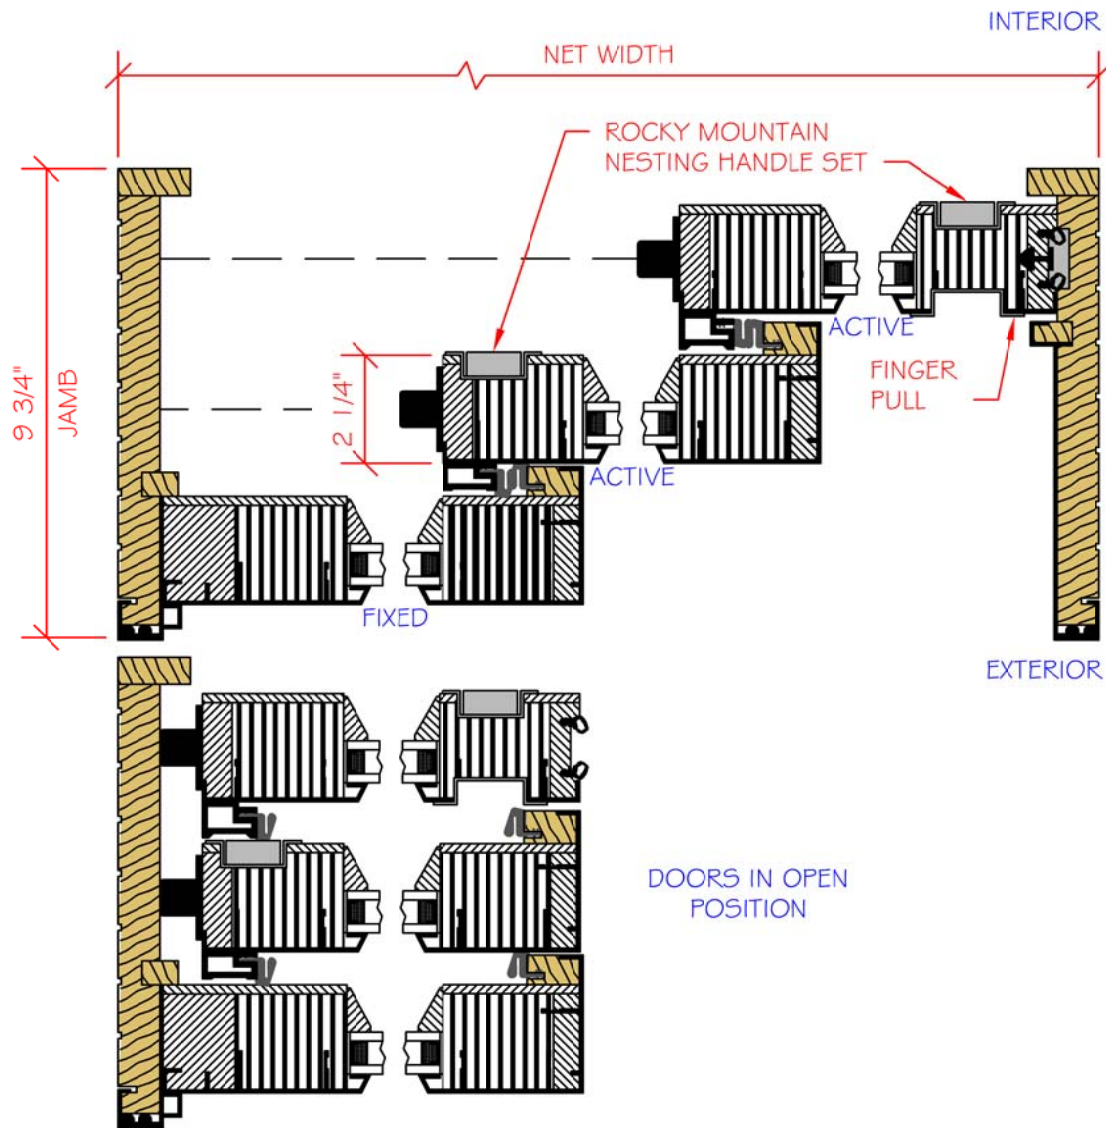 INTERIOR
NET WIDTH
ROCKY MOUNTAIN
NESTING HANDLE SET
ACTIVE
FINGER
PULL
9 3/4"
JAMB
2 1/4"
ACTIVE
FIXED
EXTERIOR
DOORS IN OPEN
POSITION